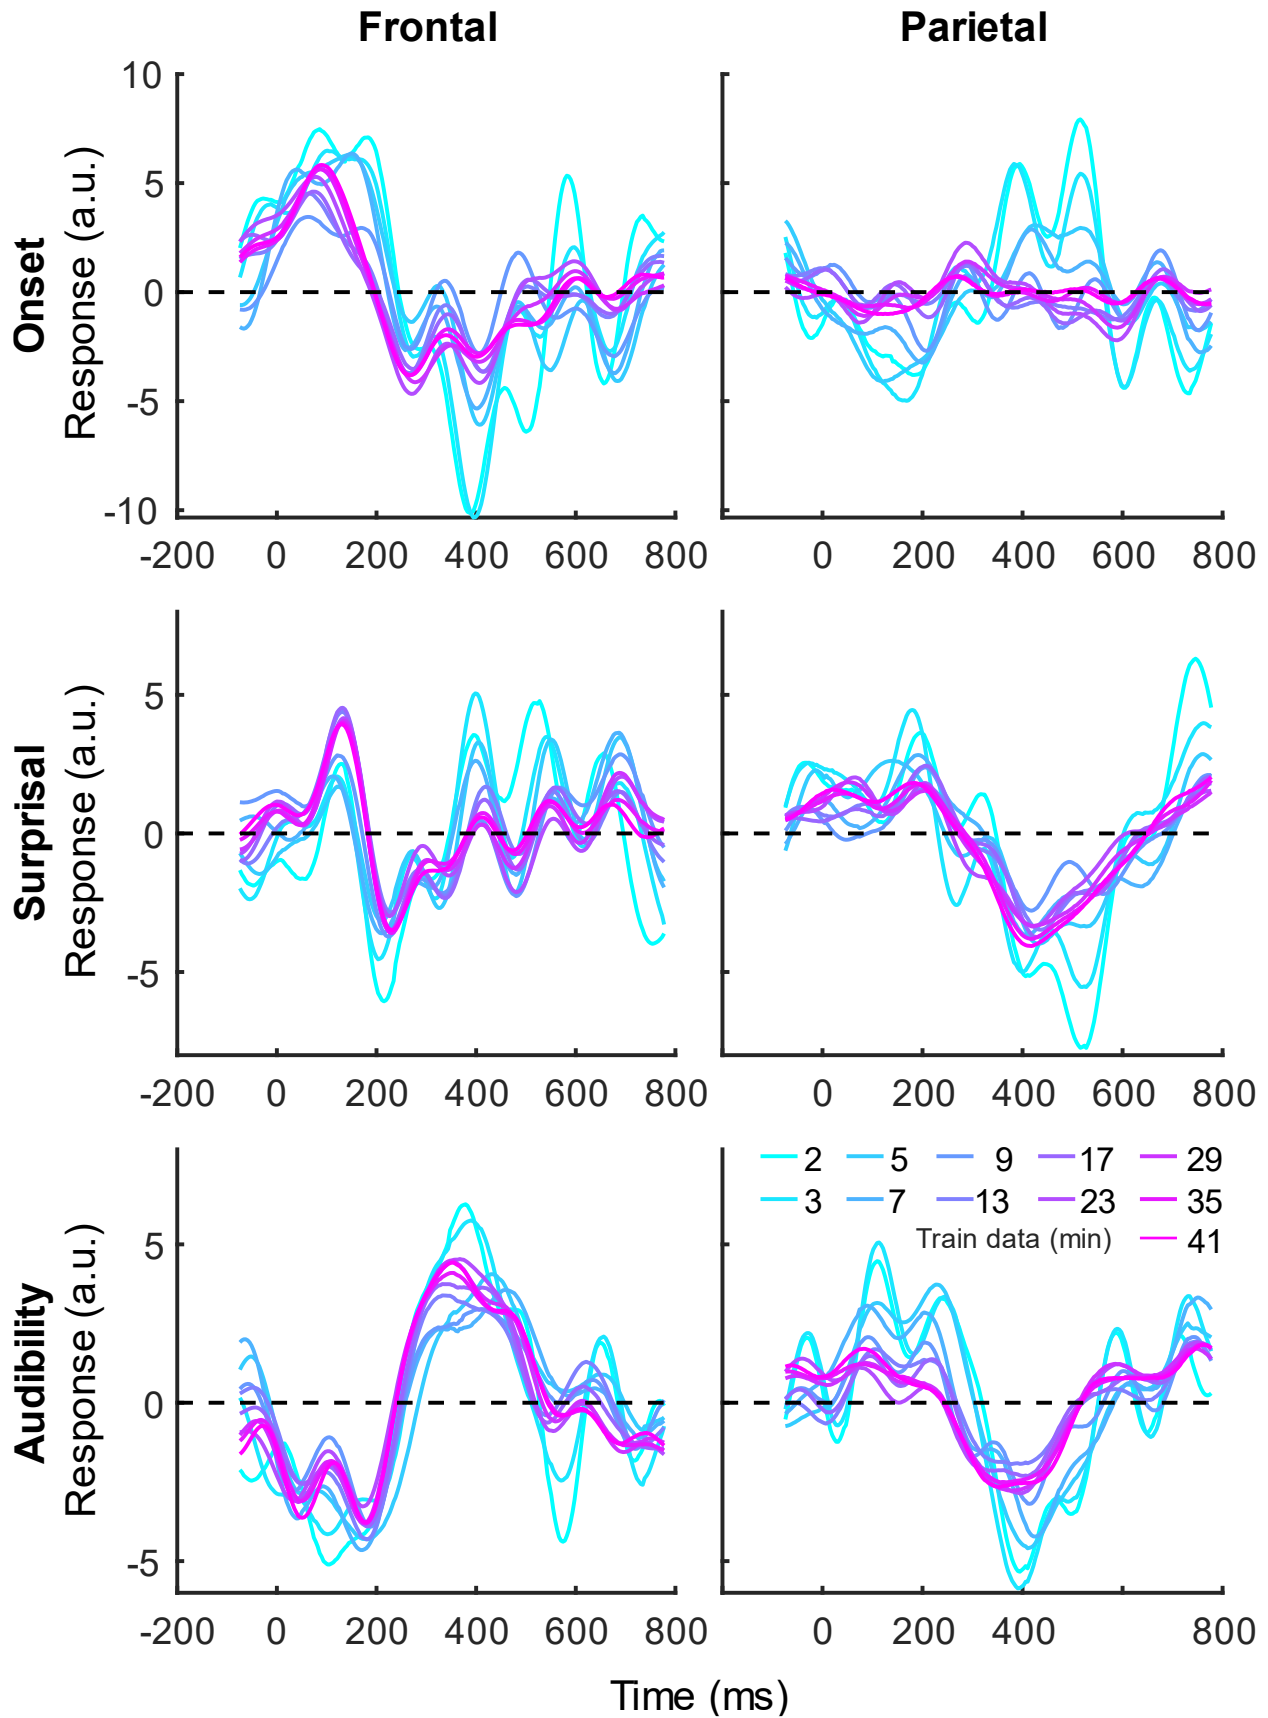 Frontal Parietal
Onset
Response (a.u.)
10
5
0
-5
-10
-200 0 200 400 600 800
0 200 400 600 800
Surprisal
Response (a.u.)
5
0
-5
-200 0 200 400 600 800
0 200 400 600 800
Audibility
Response (a.u.)
5
0
-5
2 5 9 17 29
3 7 13 23 35
Train data (min) 41
-200 0 200 400 600 800
0 200 400 600 800
Time (ms)